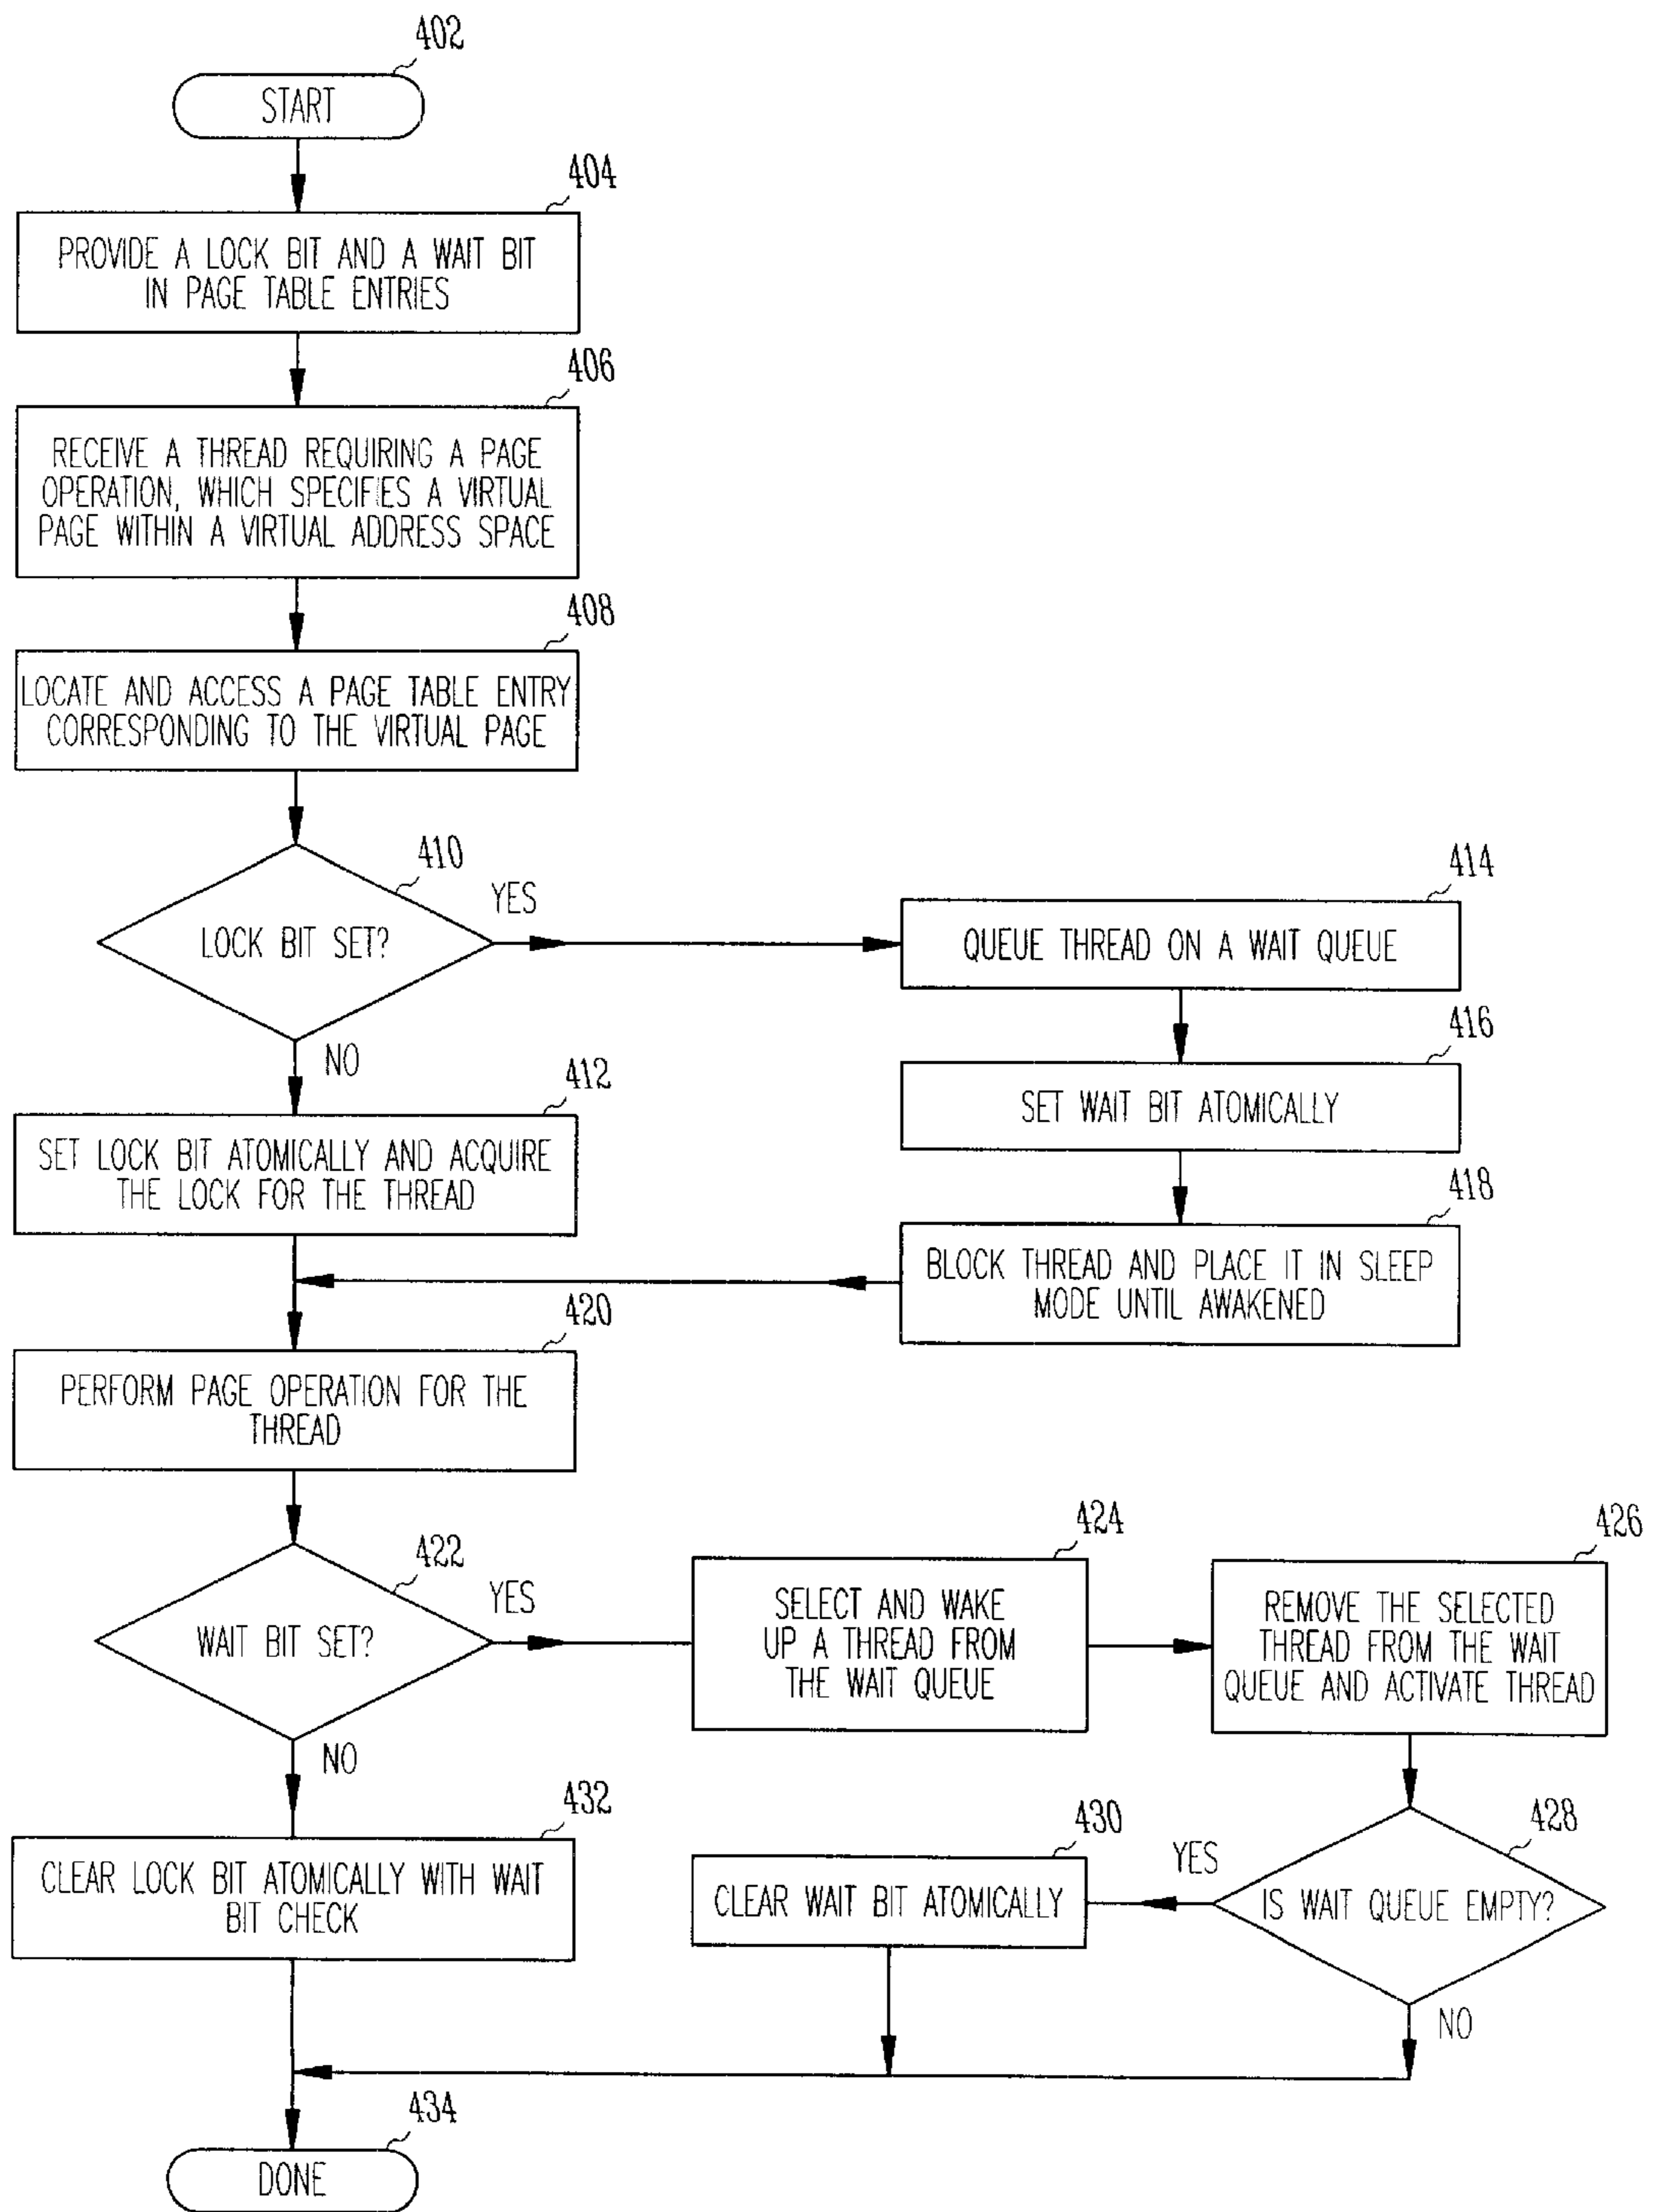 402
START
404
PROVIDE A LOCK BIT AND A WAIT BIT
IN PAGE TABLE ENTRIES
406
RECEIVE A THREAD REQUIRING A PAGE
OPERATION, WHICH SPECIFIES A VIRTUAL
PAGE WITHIN A VIRTUAL ADDRESS SPACE
408
LOCATE AND ACCESS A PAGE TABLE ENTRY
CORRESPONDING TO THE VIRTUAL PAGE
410
LOCK BIT SET?
YES
NO
414
QUEUE THREAD ON A WAIT QUEUE
416
SET WAIT BIT ATOMICALLY
418
BLOCK THREAD AND PLACE IT IN SLEEP
MODE UNTIL AWAKENED
412
SET LOCK BIT ATOMICALLY AND ACQUIRE
THE LOCK FOR THE THREAD
420
PERFORM PAGE OPERATION FOR THE
THREAD
422
WAIT BIT SET?
YES
NO
424
SELECT AND WAKE
UP A THREAD FROM
THE WAIT QUEUE
426
REMOVE THE SELECTED
THREAD FROM THE WAIT
QUEUE AND ACTIVATE THREAD
428
IS WAIT QUEUE EMPTY?
YES
NO
430
CLEAR WAIT BIT ATOMICALLY
432
CLEAR LOCK BIT ATOMICALLY WITH WAIT
BIT CHECK
434
DONE